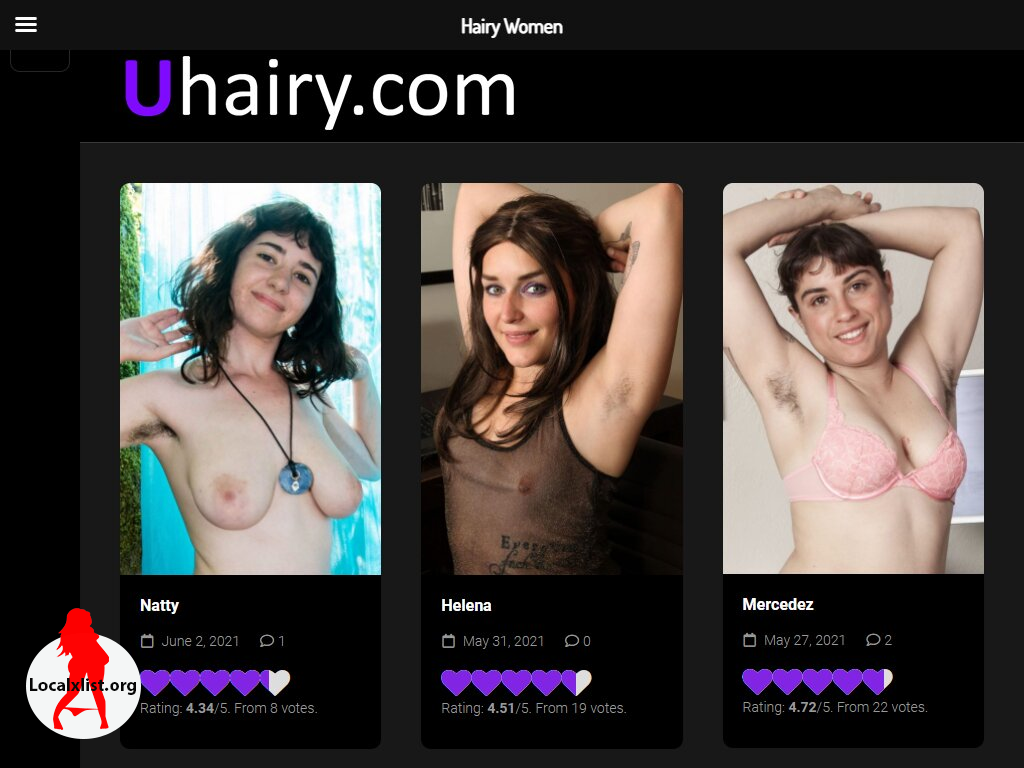 Hairy Women
Uhairy.com
Natty
June 2, 2021 1
Rating: 4.34/5. From 8 votes.
Helena
May 31, 2021 0
Rating: 4.51/5. From 19 votes.
Mercedez
May 27, 2021 2
Rating: 4.72/5. From 22 votes.
Localxlist.org